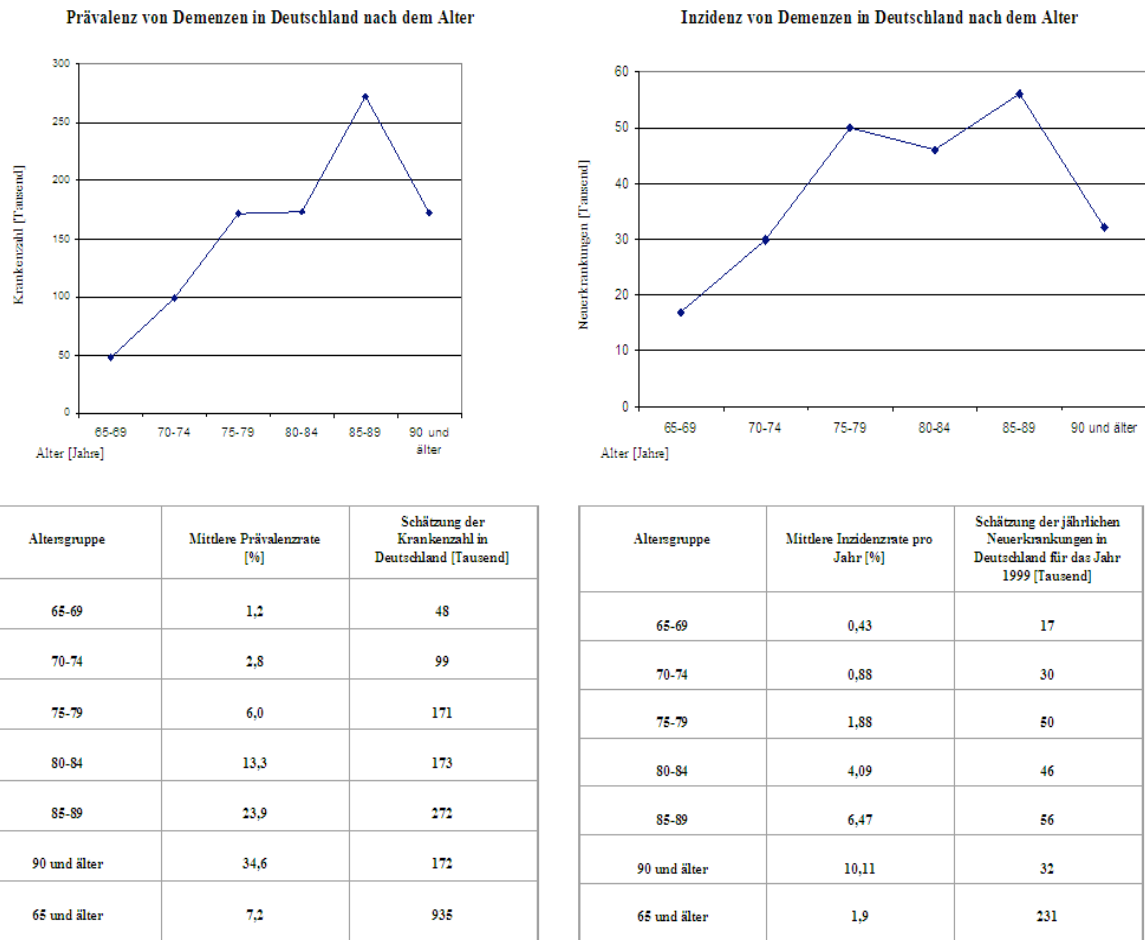 Prävalenz von Demenzen in Deutschland nach dem Alter
300
250
200
150
100
50
0
Krankenzahl [Tausend]
65-69 70-74 75-79 80-84 85-89 90 und
älter
Alter [Jahre]
Inzidenz von Demenzen in Deutschland nach dem Alter
60
50
40
30
20
10
0
Neuerkrankungen [Tausend]
65-69 70-74 75-79 80-84 85-89 90 und älter
Alter [Jahre]
Altersgruppe
Mittlere Prävalenzrate
[%]
Schätzung der
Krankenzahl in
Deutschland [Tausend]
65-69 1,2 48
70-74 2,8 99
75-79 6,0 171
80-84 13,3 173
85-89 23,9 272
90 und älter 34,6 172
65 und älter 7,2 935
Altersgruppe
Mittlere Inzidenzrate pro
Jahr [%]
Schätzung der jährlichen
Neuerkrankungen in
Deutschland für das Jahr
1999 [Tausend]
65-69 0,43 17
70-74 0,88 30
75-79 1,88 50
80-84 4,09 46
85-89 6,47 56
90 und älter 10,11 32
65 und älter 1,9 231